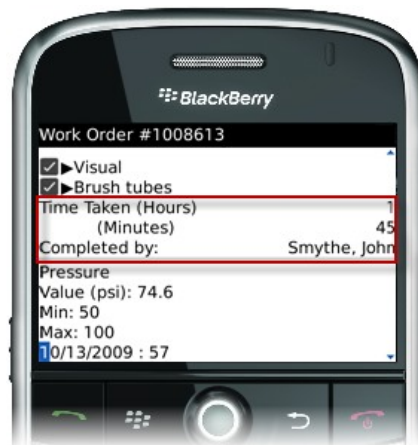 BlackBerry
Work Order #1008613
Visual
Brush tubes
Time Taken (Hours) 1
(Minutes) 45
Completed by: Smythe, John
Pressure
Value (psi): 74.6
Min: 50
Max: 100
10/13/2009 : 57